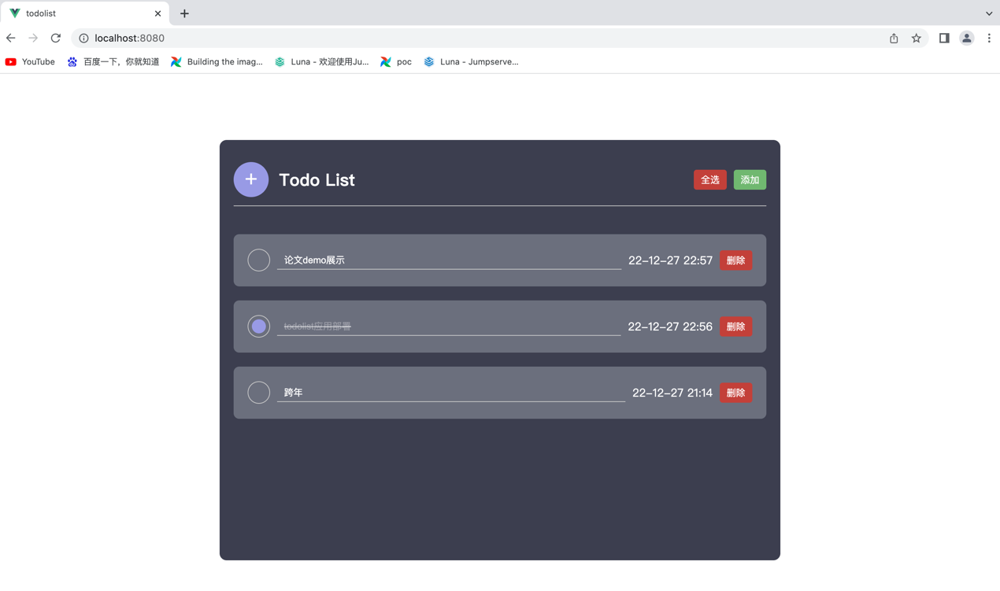 todolist
localhost:8080
YouTube 百度一下，你就知道 Building the imag... Luna - 欢迎使用Ju... poc Luna - Jumpserve...
Todo List 全选 添加
论文demo展示 22-12-27 22:57 删除
todolist应用部署 22-12-27 22:56 删除
跨年 22-12-27 21:14 删除